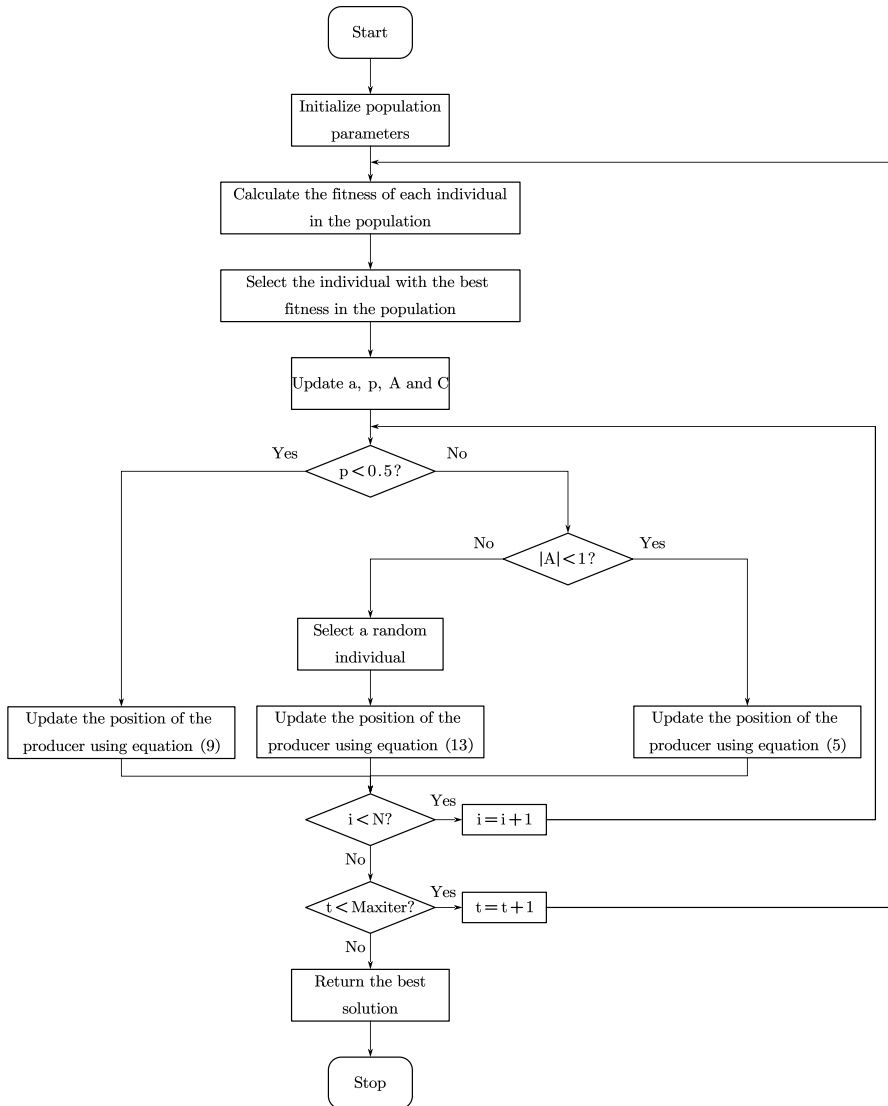 Start
Initialize population
parameters
Calculate the fitness of each individual
in the population
Select the individual with the best
fitness in the population
Update a, p, A and C
Yes
No
p<0.5?
No
Yes
|A|<1?
Select a random
individual
Update the position of the
producer using equation (9)
Update the position of the
producer using equation (13)
Update the position of the
producer using equation (5)
Yes
i<N?
i=i+1
No
Yes
t<Maxiter?
t=t+1
No
Return the best
solution
Stop